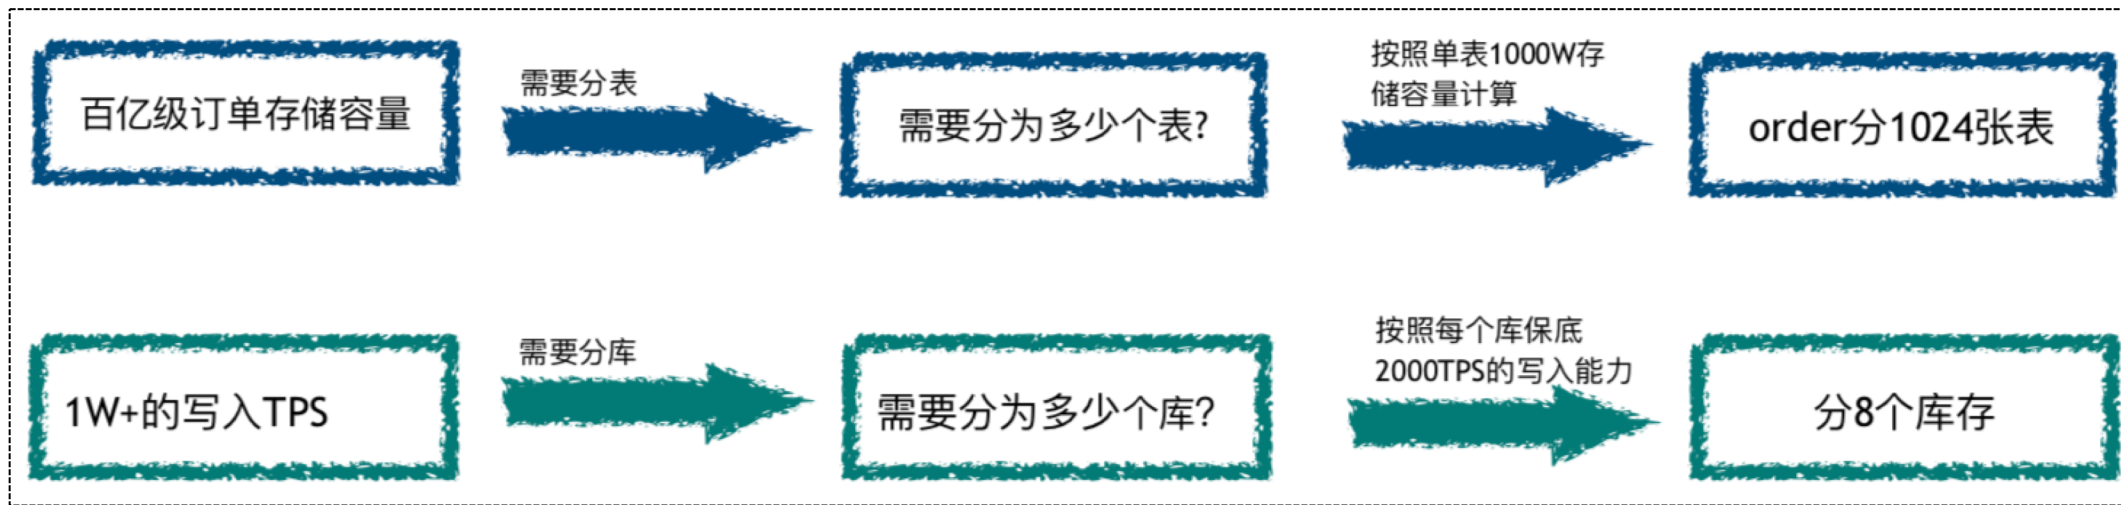 百亿级订单存储容量
需要分表
需要分为多少个表?
按照单表1000W存
储容量计算
order分1024张表
1W+的写入TPS
需要分库
需要分为多少个库?
按照每个库保底
2000TPS的写入能力
分8个库存